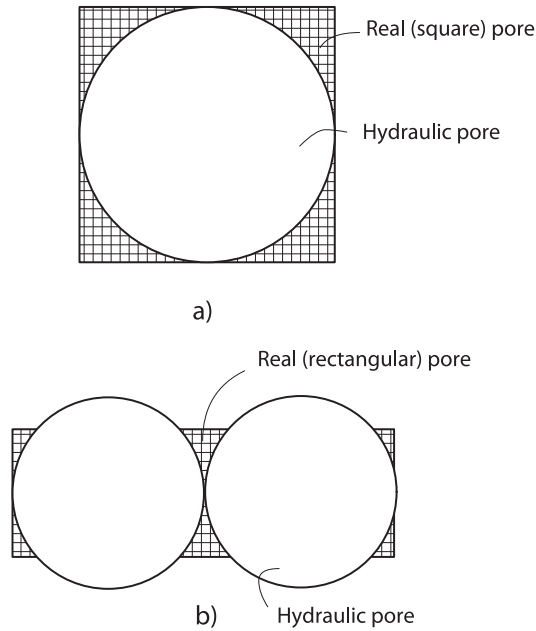 Real (square) pore
Hydraulic pore
a)
Real (rectangular) pore
b)
Hydraulic pore